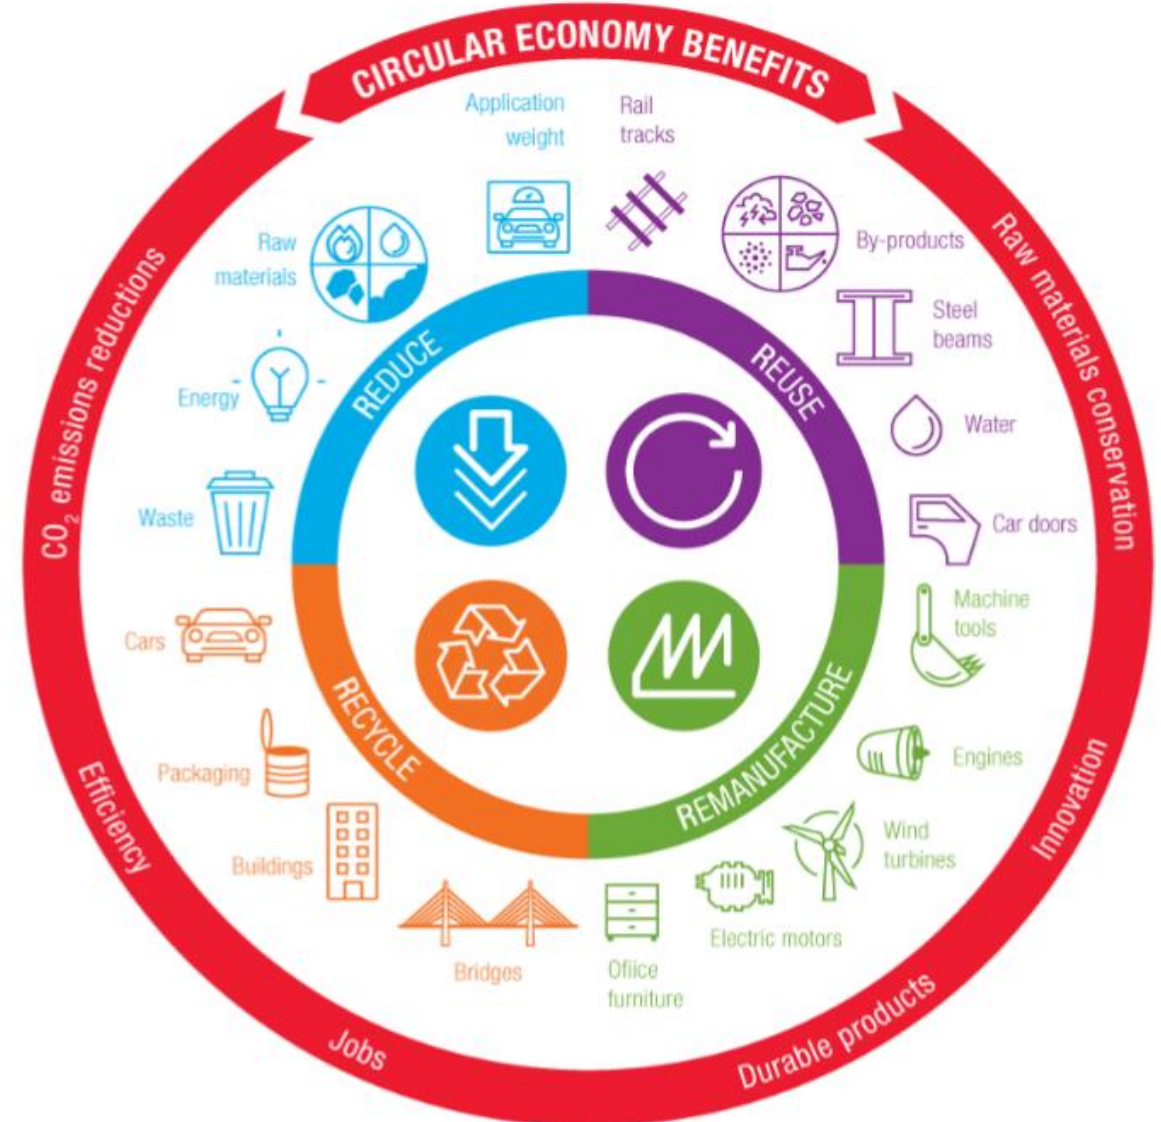 CIRCULAR ECONOMY BENEFITS
Application
weight
Rail
tracks
Raw
materials
By-products
Steel
beams
Energy
Water
Waste
Car doors
Cars
Machine
tools
Packaging
Engines
Buildings
Wind
turbines
Bridges
Electric motors
Ofiice
furniture
REDUCE
REUSE
RECYCLE
REMANUFACTURE
CO₂ emissions reductions
Raw materials conservation
Efficiency
Innovation
Jobs
Durable products